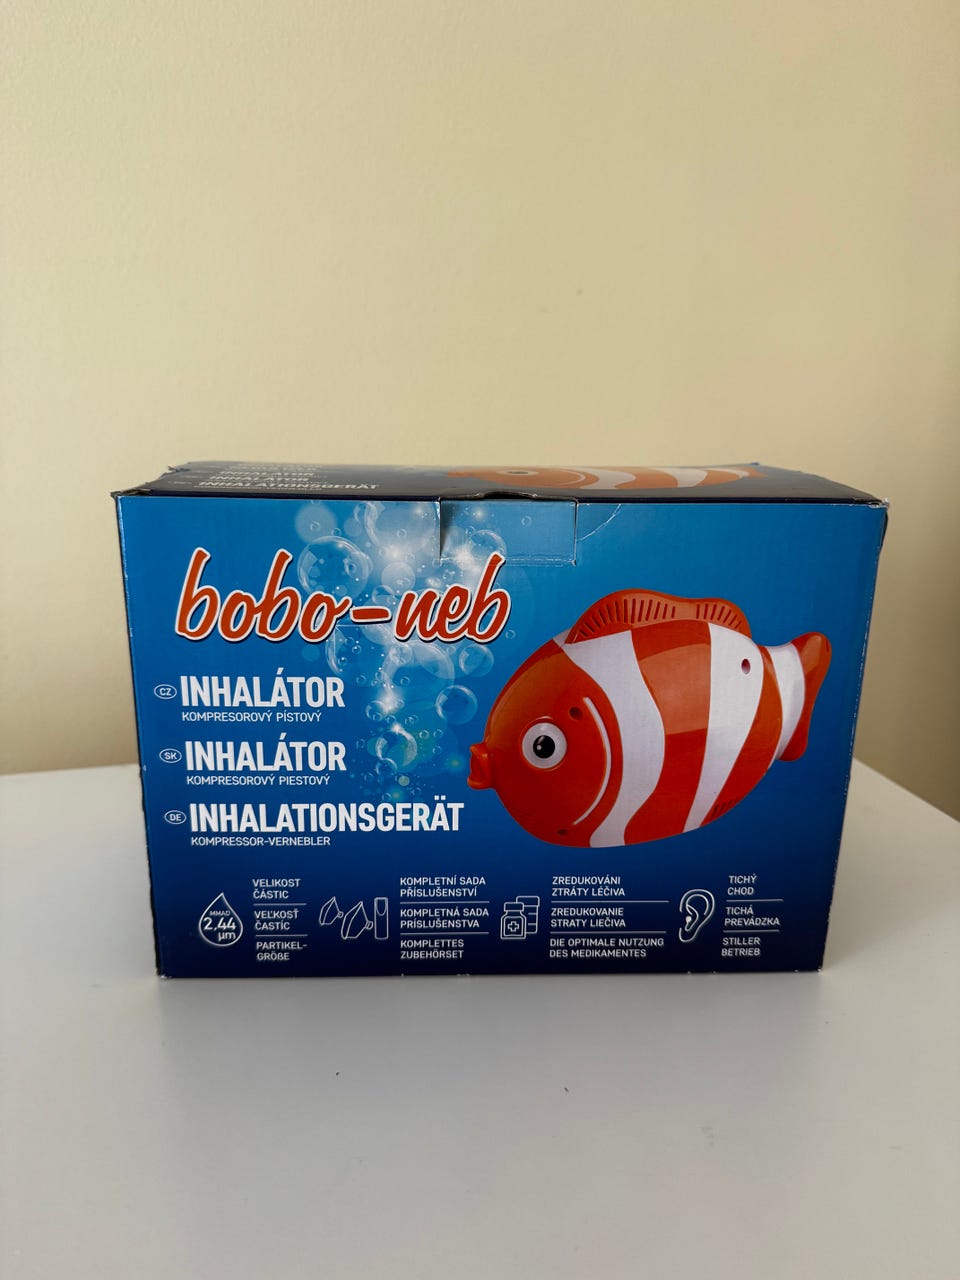 INHALÁTOR
INHALATIONSGERÄT
bobo-neb
CZ INHALÁTOR
KOMPRESOROVÝ PÍSTOVÝ
SK INHALÁTOR
KOMPRESOROVÝ PIESTOVÝ
DE INHALATIONSGERÄT
KOMPRESSOR-VERNEBLER
MMAD
2,44
µm
VELIKOST
ČÁSTIC
VEĽKOSŤ
ČASTÍC
PARTIKEL-
GRÖßE
KOMPLETNÍ SADA
PŘÍSLUŠENSTVÍ
KOMPLETNÁ SADA
PRÍSLUŠENSTVA
KOMPLETTES
ZUBEHÖRSET
ZREDUKOVÁNI
ZTRÁTY LÉČIVA
ZREDUKOVANIE
STRATY LIEČIVA
DIE OPTIMALE NUTZUNG
DES MEDIKAMENTES
TICHÝ
CHOD
TICHÁ
PREVÁDZKA
STILLER
BETRIEB